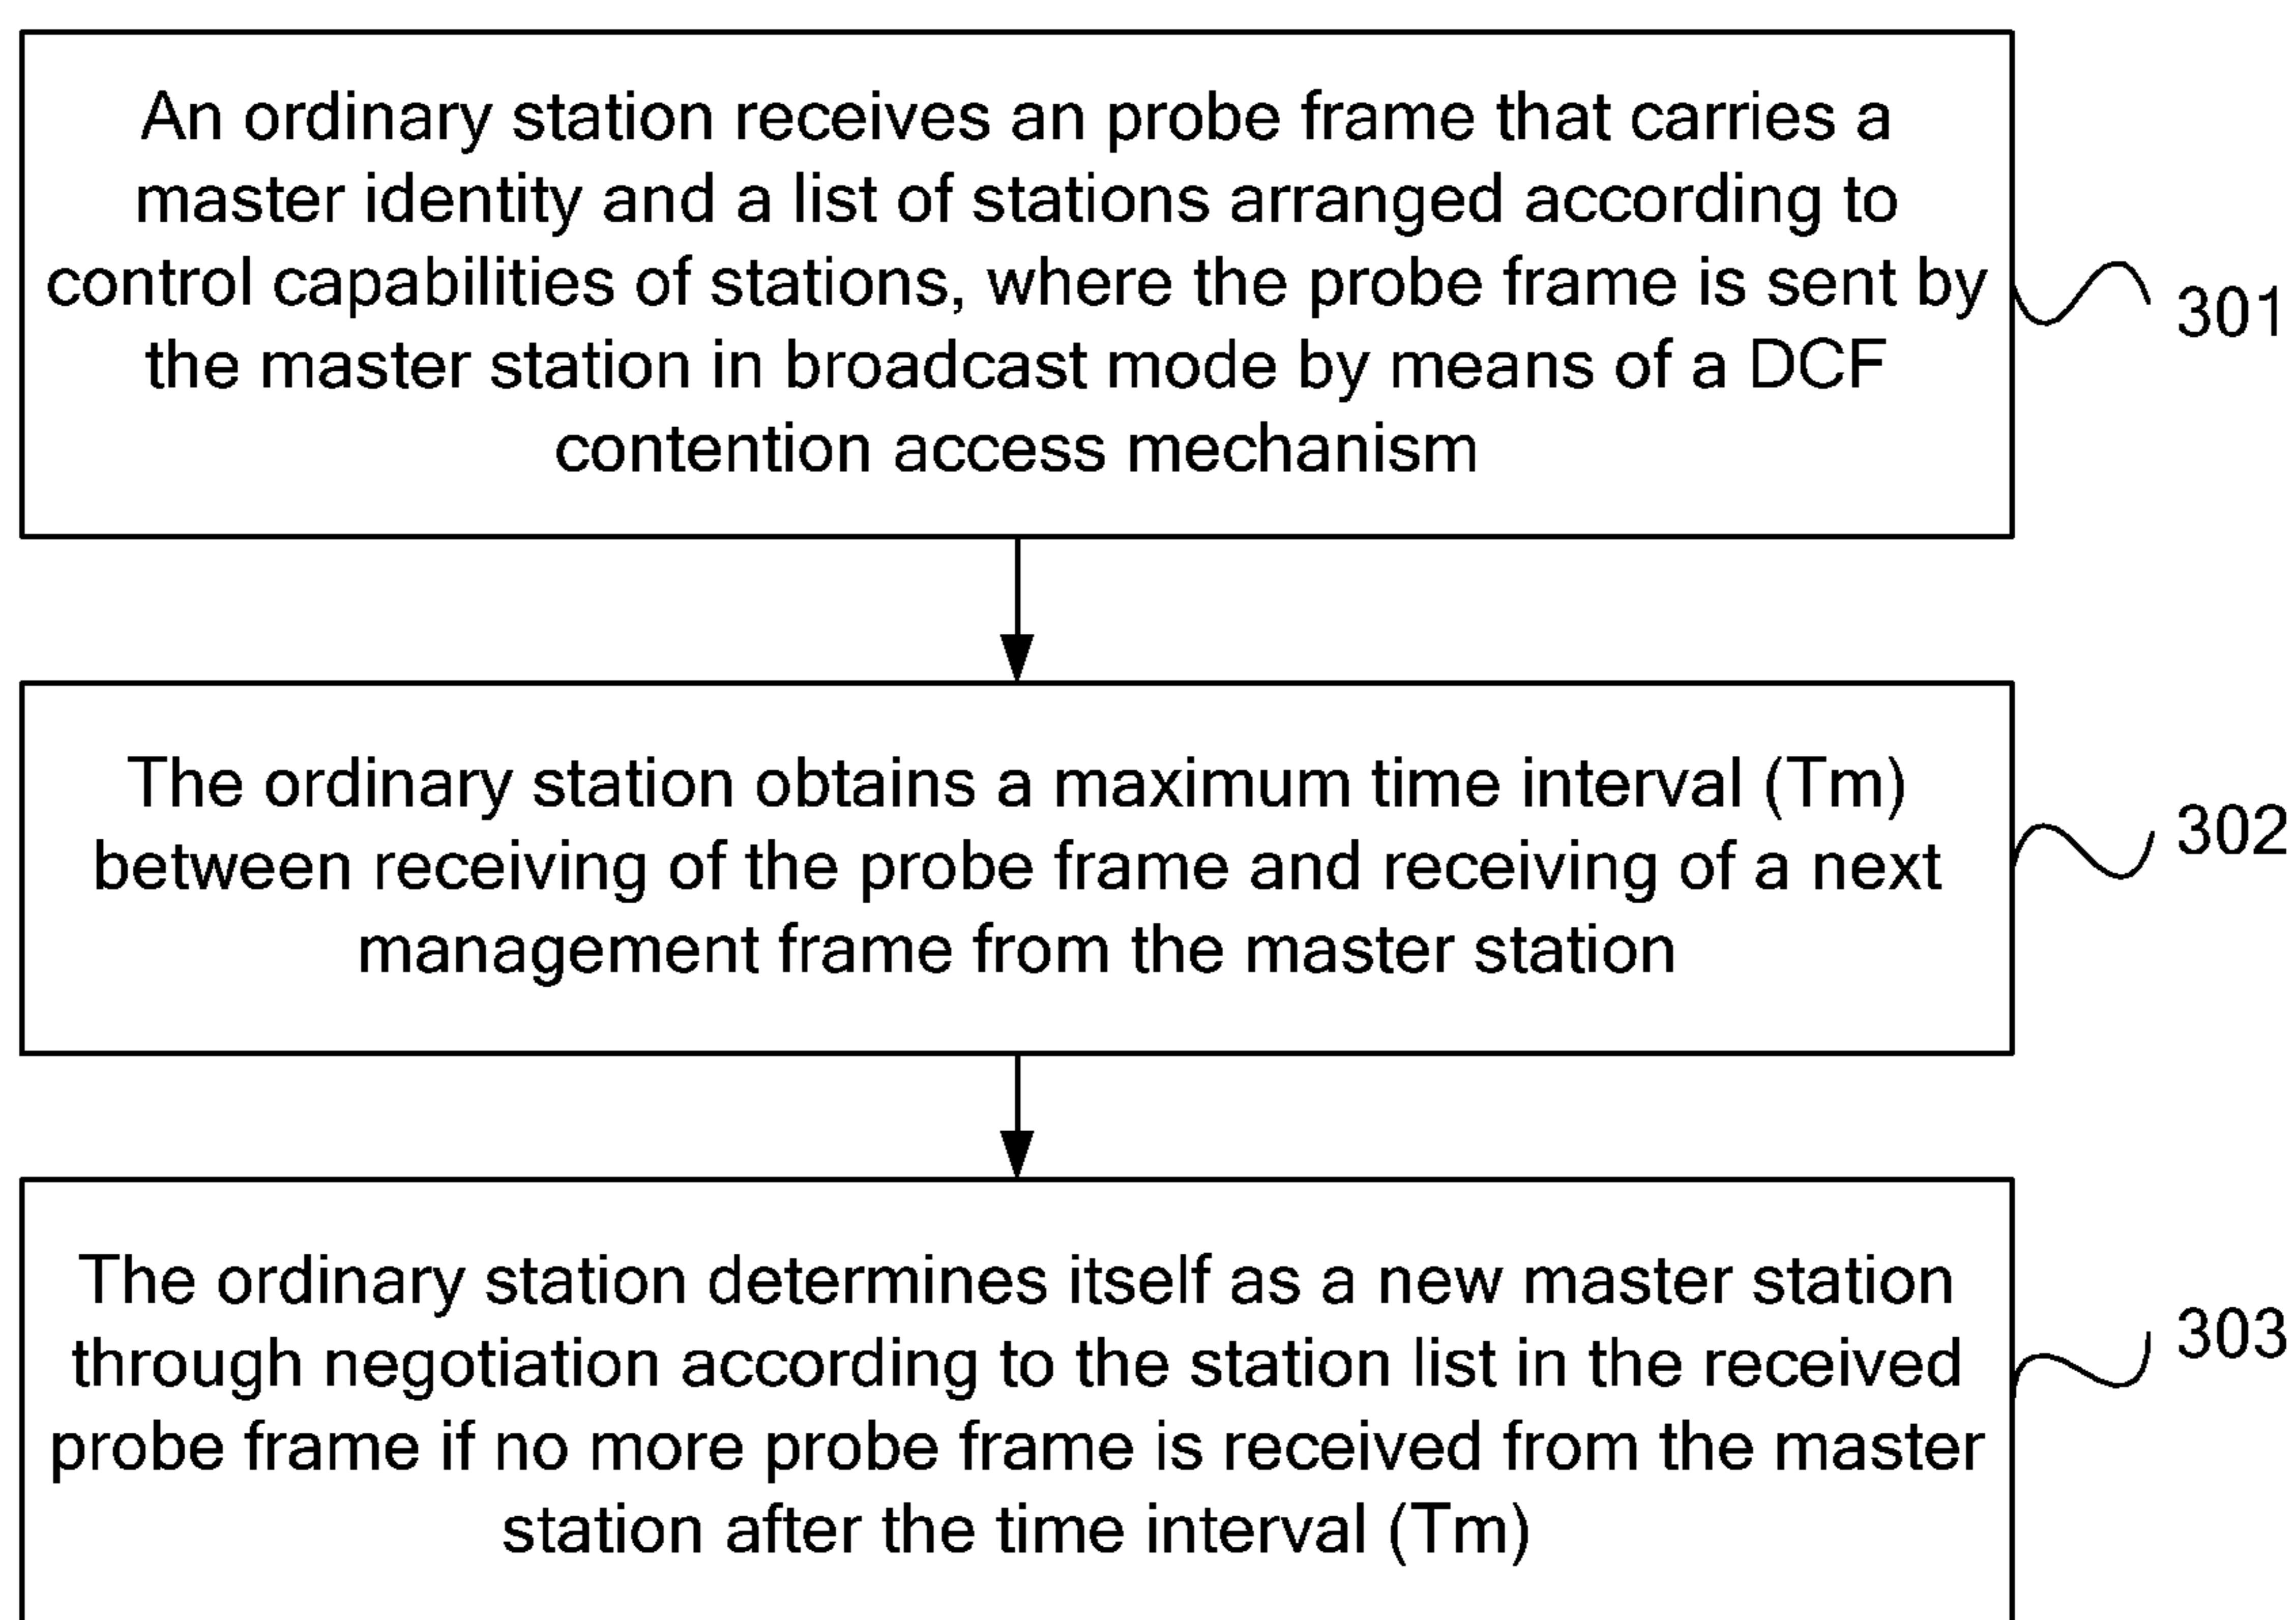 An ordinary station receives an probe frame that carries a
master identity and a list of stations arranged according to
control capabilities of stations, where the probe frame is sent by
the master station in broadcast mode by means of a DCF
contention access mechanism
301
The ordinary station obtains a maximum time interval (Tm)
between receiving of the probe frame and receiving of a next
management frame from the master station
302
The ordinary station determines itself as a new master station
through negotiation according to the station list in the received
probe frame if no more probe frame is received from the master
station after the time interval (Tm)
303